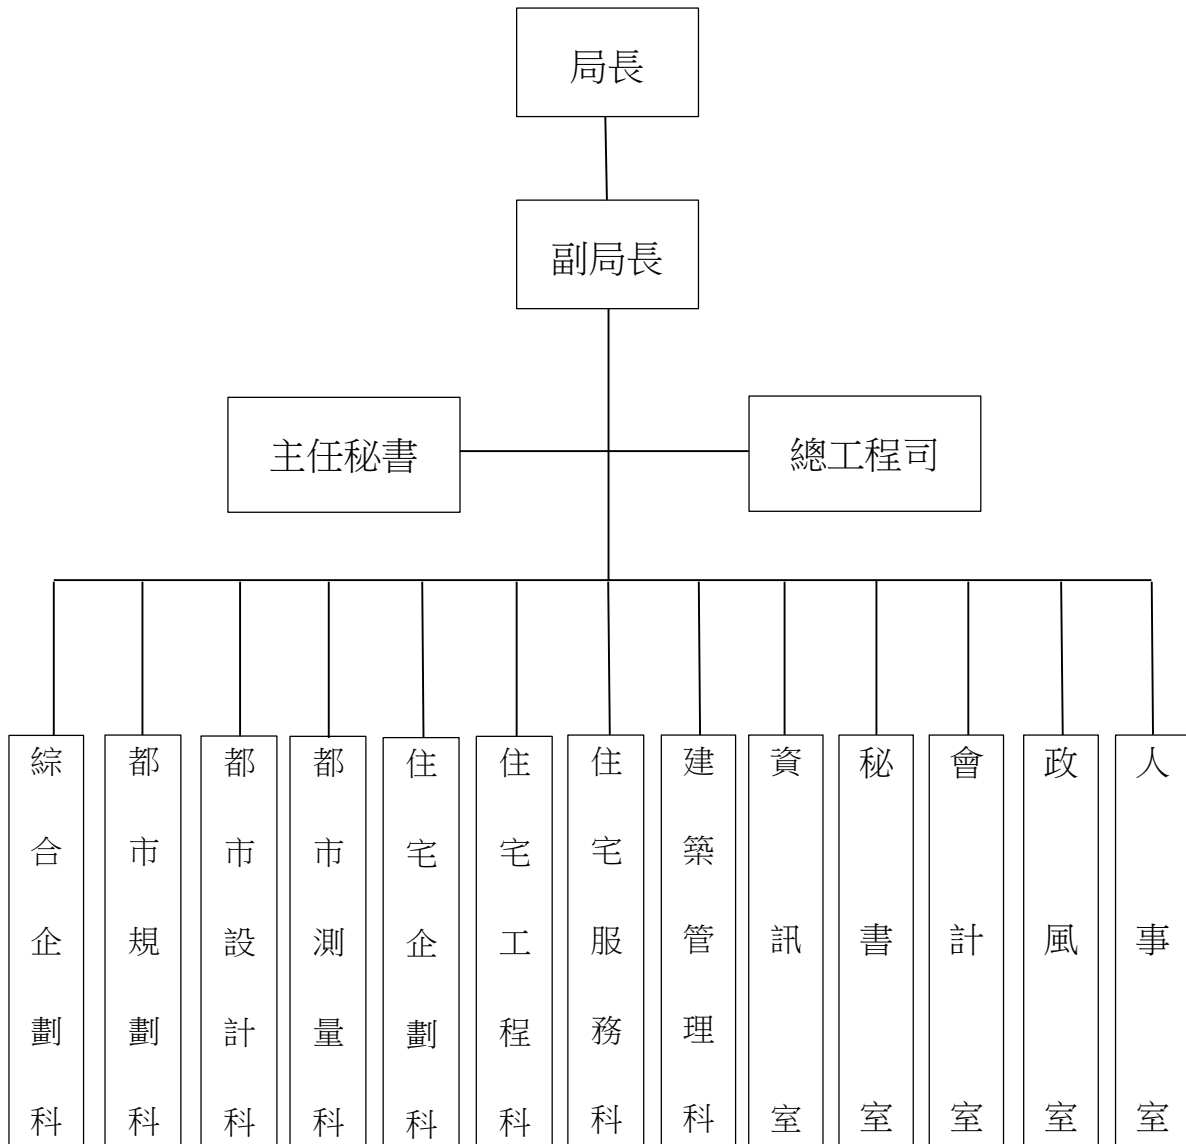 局長
副局長
主任秘書
總工程司
綜合企劃科
都市規劃科
都市設計科
都市測量科
住宅企劃科
住宅工程科
住宅服務科
建築管理科
資訊室
秘書室
會計室
政風室
人事室